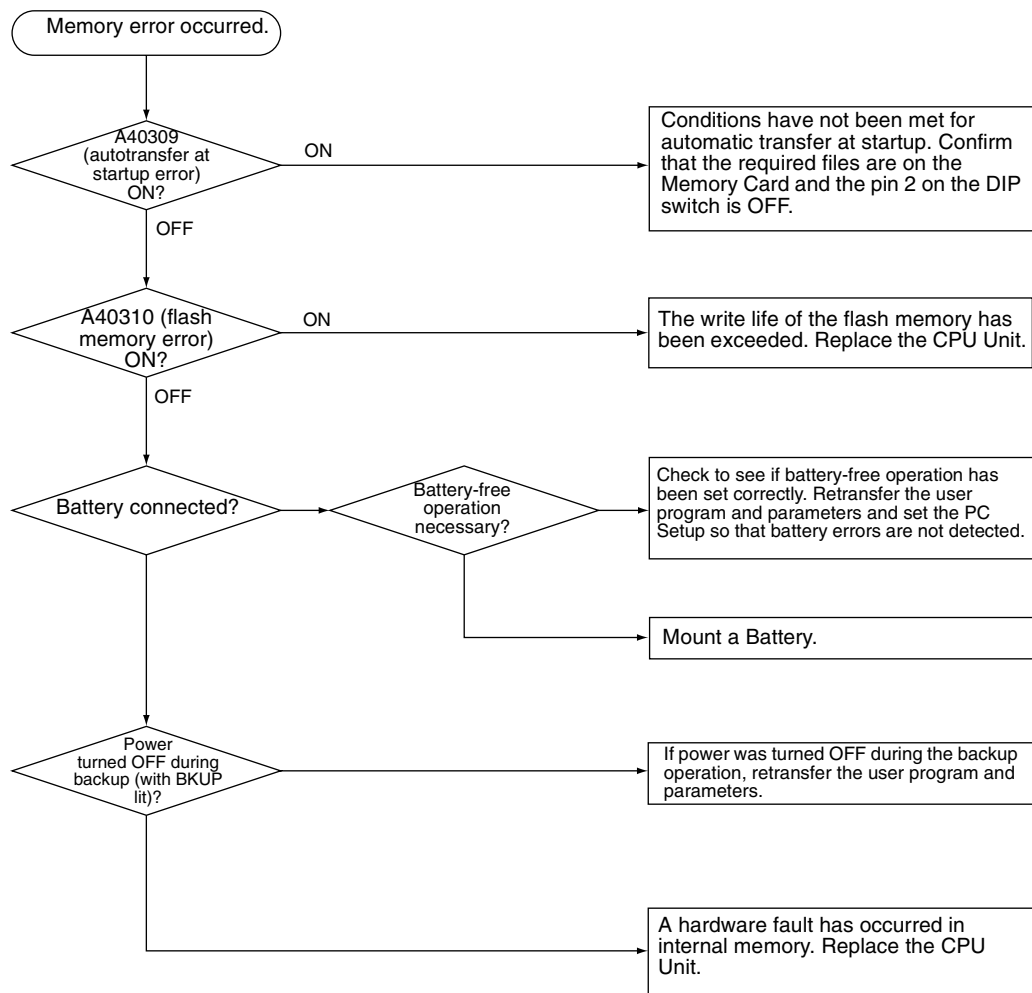 Memory error occurred.
A40309
(autotransfer at
startup error)
ON?
ON
Conditions have not been met for
automatic transfer at startup. Confirm
that the required files are on the
Memory Card and the pin 2 on the DIP
switch is OFF.
OFF
A40310 (flash
memory error)
ON?
ON
The write life of the flash memory has
been exceeded. Replace the CPU Unit.
OFF
Battery connected?
Battery-free
operation
necessary?
Check to see if battery-free operation has
been set correctly. Retransfer the user
program and parameters and set the PC
Setup so that battery errors are not detected.
Mount a Battery.
Power
turned OFF during
backup (with BKUP
lit)?
If power was turned OFF during the backup
operation, retransfer the user program and
parameters.
A hardware fault has occurred in
internal memory. Replace the CPU
Unit.